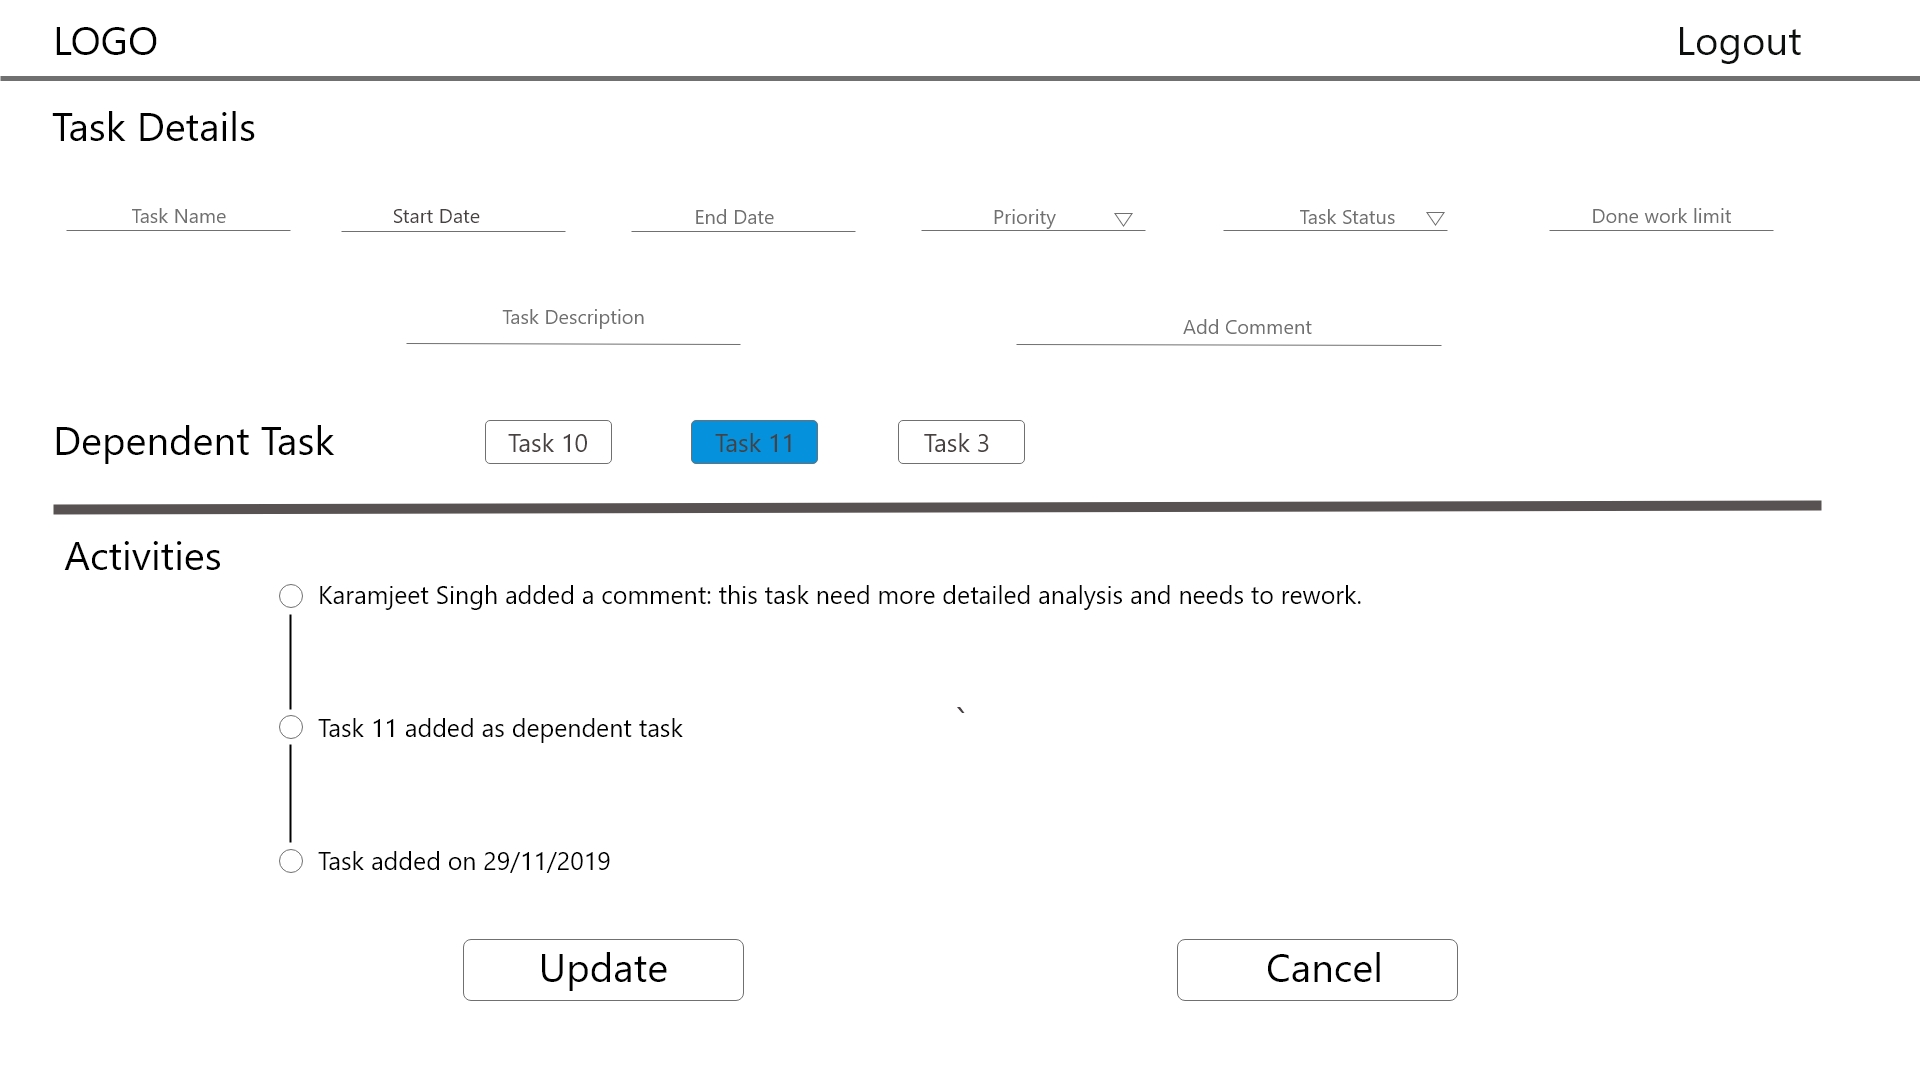 LOGO
Logout
Task Details
Task Name
Start Date
End Date
Priority
Task Status
Done work limit
Task Description
Add Comment
Dependent Task
Task 10
Task 11
Task 3
Activities
Karamjeet Singh added a comment: this task need more detailed analysis and needs to rework.
`
Task 11 added as dependent task
Task added on 29/11/2019
Update
Cancel